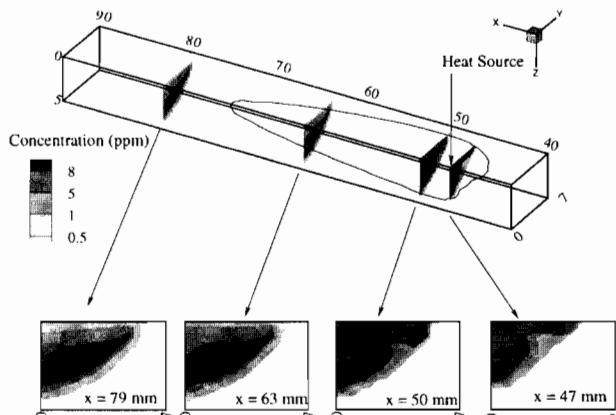 90
80
70
60
50
40
0
5
0
7
X
Y
Z
Heat Source
Concentration (ppm)
8
5
1
0.5
x = 79 mm
x = 63 mm
x = 50 mm
x = 47 mm